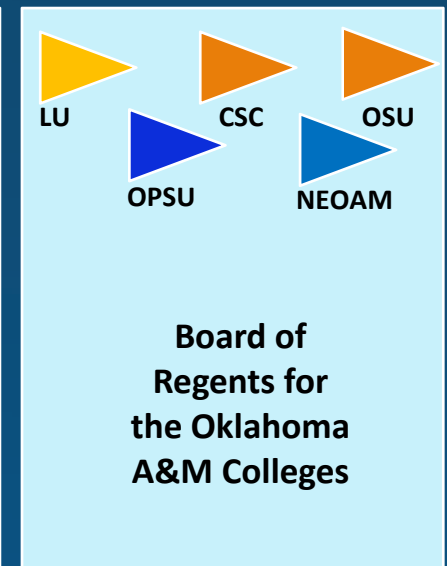 LU CSC OSU
OPSU NEOAM
Board of
Regents for
the Oklahoma
A&M Colleges